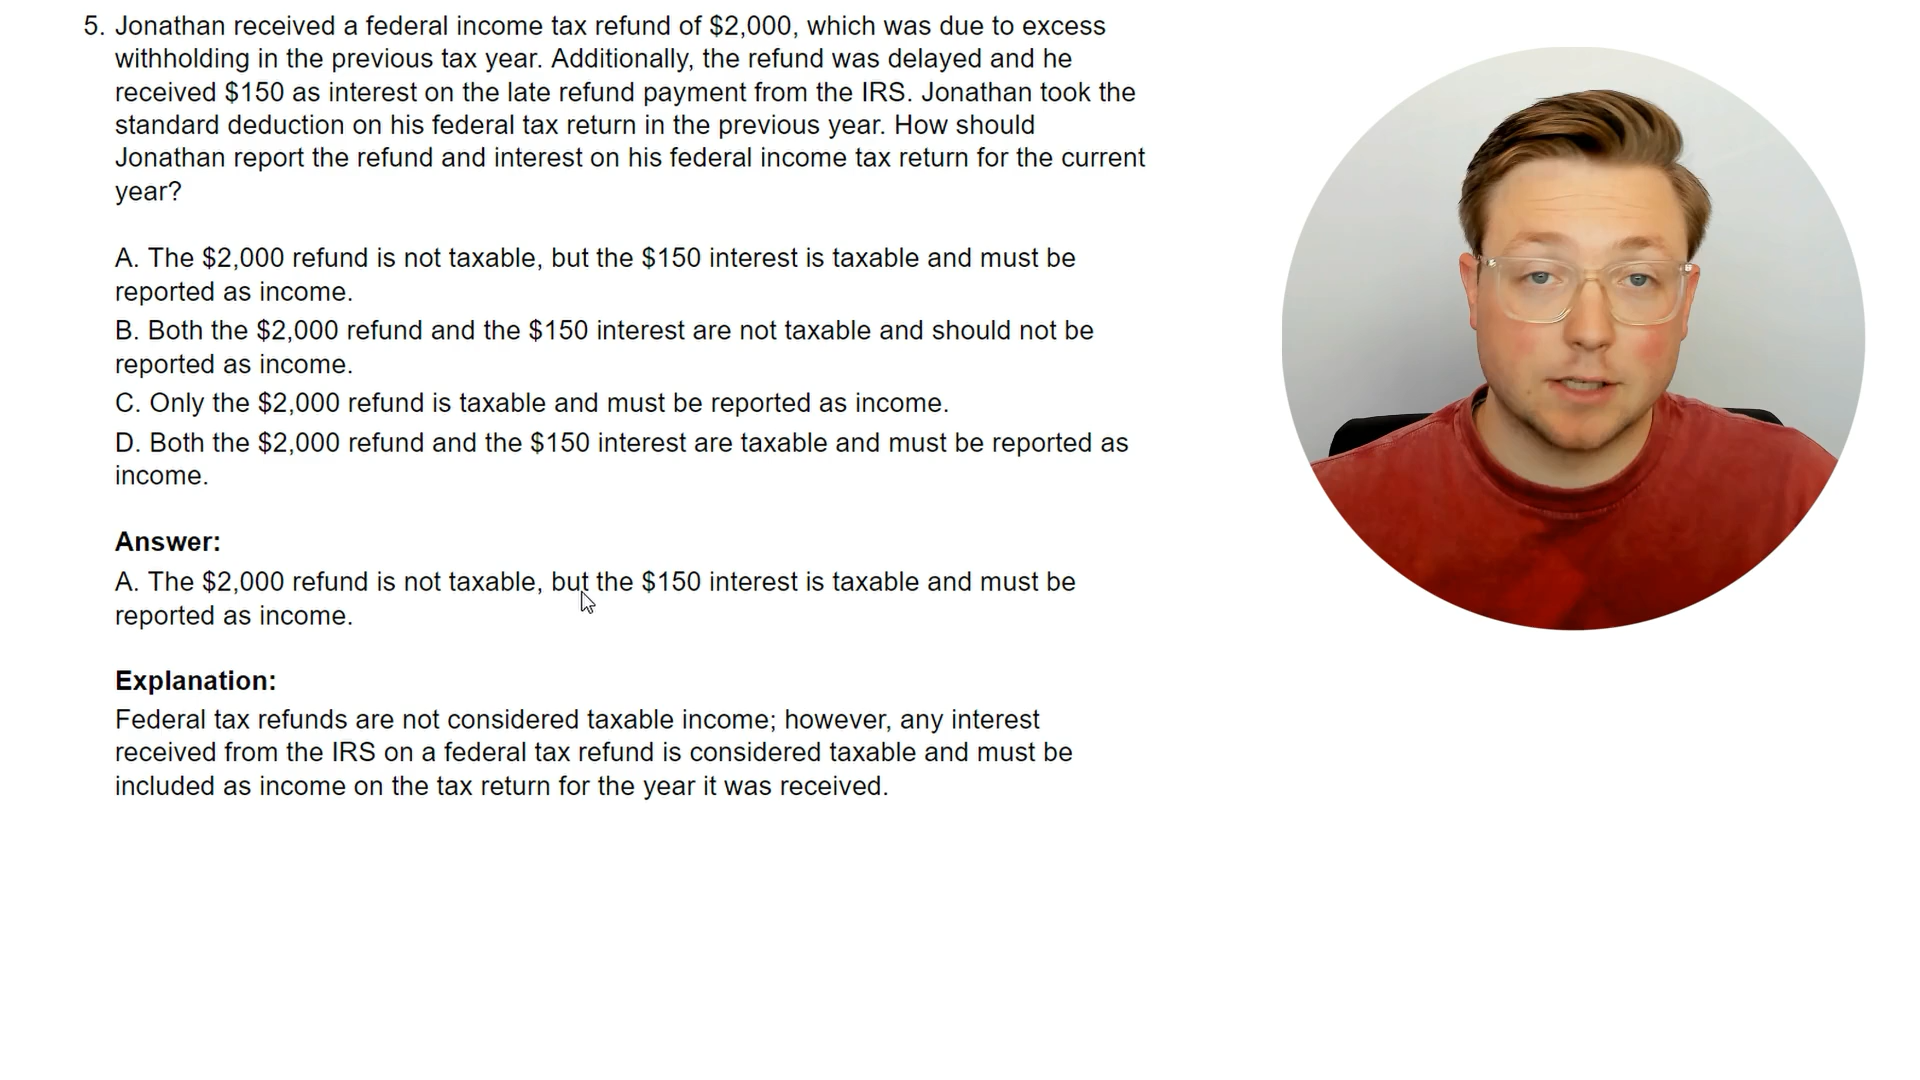 5. Jonathan received a federal income tax refund of $2,000, which was due to excess
withholding in the previous tax year. Additionally, the refund was delayed and he
received $150 as interest on the late refund payment from the IRS. Jonathan took the
standard deduction on his federal tax return in the previous year. How should
Jonathan report the refund and interest on his federal income tax return for the current
year?
A. The $2,000 refund is not taxable, but the $150 interest is taxable and must be
reported as income.
B. Both the $2,000 refund and the $150 interest are not taxable and should not be
reported as income.
C. Only the $2,000 refund is taxable and must be reported as income.
D. Both the $2,000 refund and the $150 interest are taxable and must be reported as
income.
Answer:
A. The $2,000 refund is not taxable, but the $150 interest is taxable and must be
reported as income.
Explanation:
Federal tax refunds are not considered taxable income; however, any interest
received from the IRS on a federal tax refund is considered taxable and must be
included as income on the tax return for the year it was received.